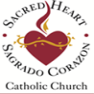 SACRED HEART
SAGRADO CORAZON
Catholic Church